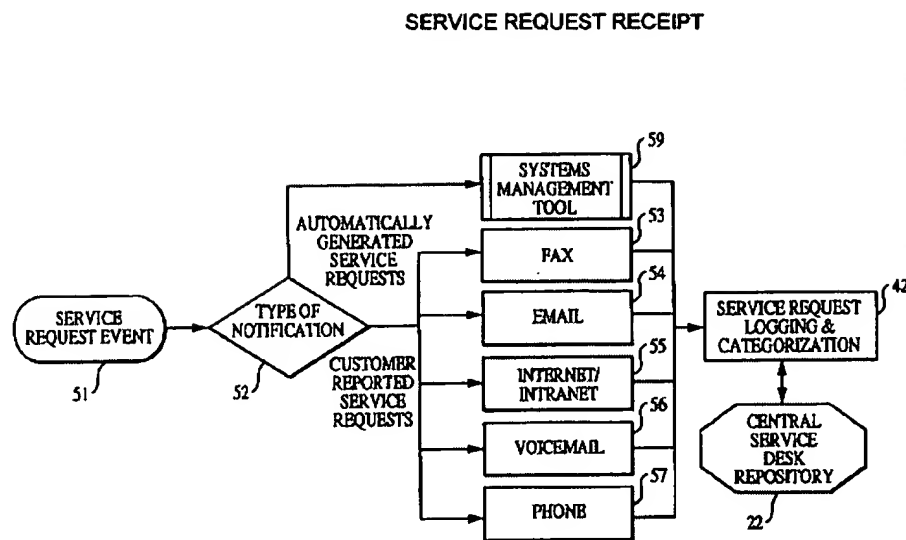 SERVICE REQUEST RECEIPT
59
SYSTEMS
MANAGEMENT
TOOL
AUTOMATICALLY
GENERATED
SERVICE
REQUESTS
53
FAX
54
EMAIL
42
SERVICE REQUEST
LOGGING &
CATEGORIZATION
SERVICE
REQUEST EVENT
51
TYPE OF
NOTIFICATION
52
CUSTOMER
REPORTED
SERVICE
REQUESTS
55
INTERNET/
INTRANET
56
VOICEMAIL
57
PHONE
CENTRAL
SERVICE
DESK
REPOSITORY
22